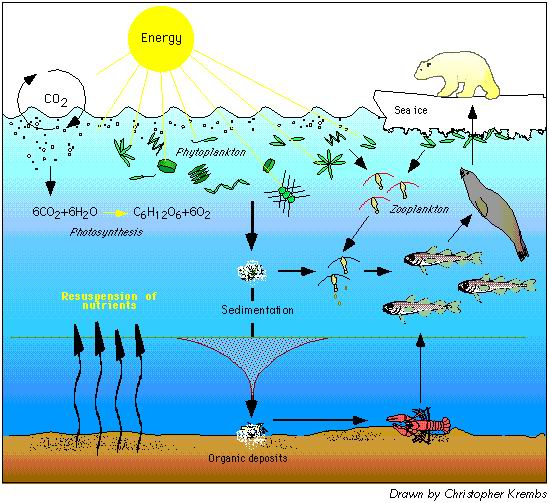 Energy
CO₂
Sea ice
Phytoplankton
6CO₂+6H₂O → C₆H₁₂O₆+6O₂
Photosynthesis
Zooplankton
Resuspension of
nutrients
Sedimentation
Organic deposits
Drawn by Christopher Krembs